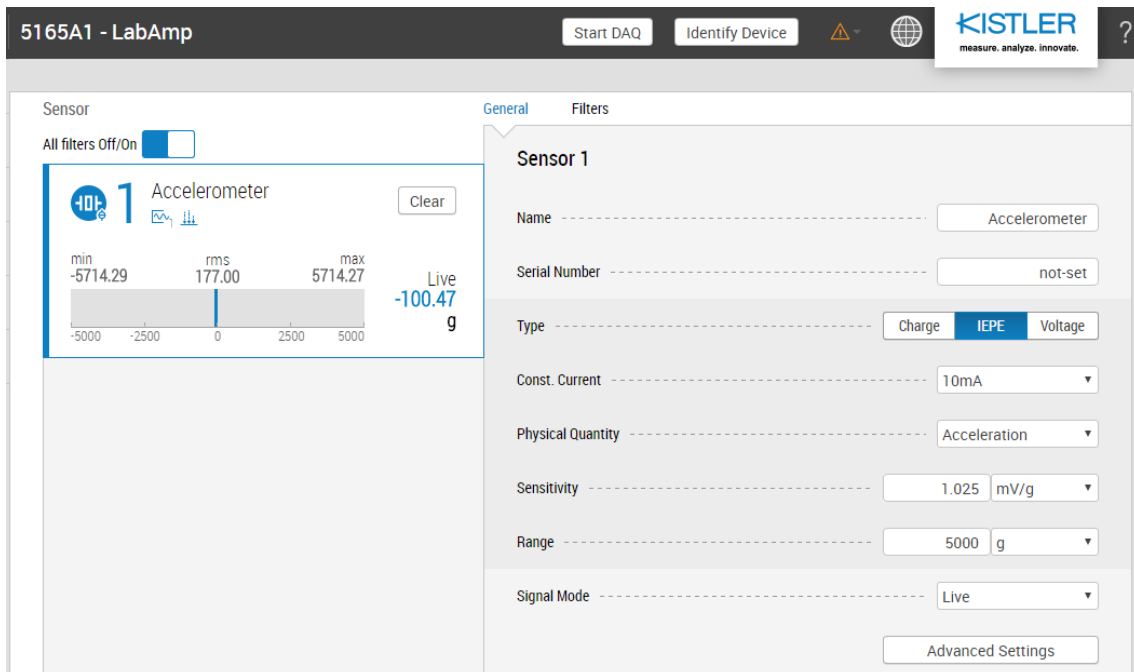 5165A1 - LabAmp
Start DAQ
Identify Device
KISTLER
measure. analyze. innovate.
?
Sensor
All filters Off/On
1
Accelerometer
Clear
min
rms
max
-5714.29
177.00
5714.27
Live
-100.47
g
-5000 -2500 0 2500 5000
General
Filters
Sensor 1
Name
Accelerometer
Serial Number
not-set
Type
Charge
IEPE
Voltage
Const. Current
10mA
Physical Quantity
Acceleration
Sensitivity
1.025
mV/g
Range
5000
g
Signal Mode
Live
Advanced Settings